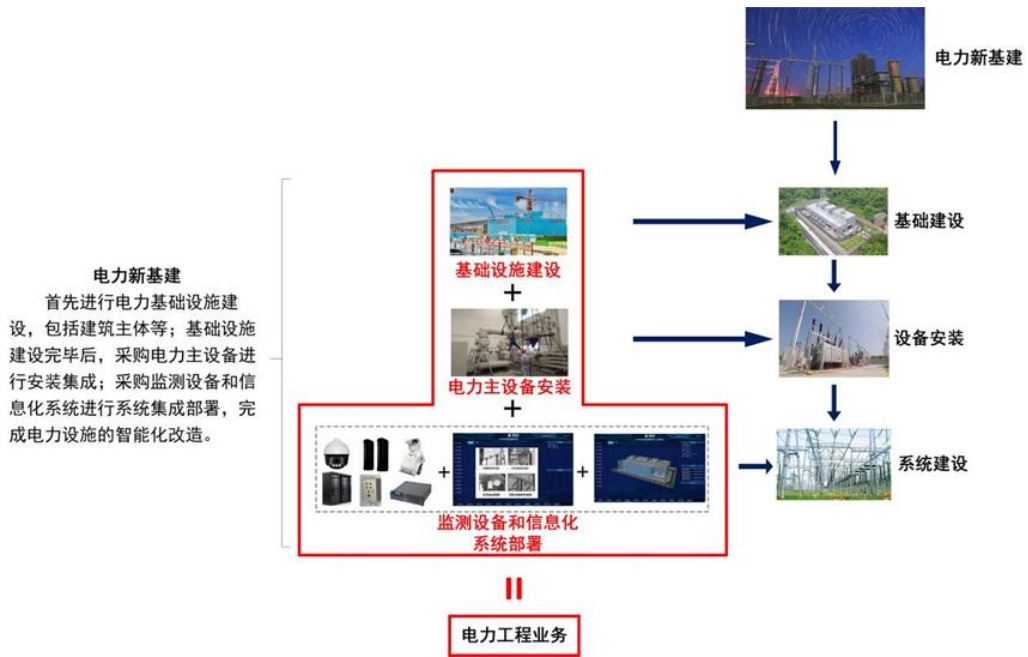 电力新基建
基础建设
设备安装
系统建设
电力新基建
首先进行电力基础设施建
设，包括建筑主体等；基础设施
建设完毕后，采购电力主设备进
行安装集成；采购监测设备和信
息化系统进行系统集成部署，完
成电力设施的智能化改造。
基础设施建设
+
电力主设备安装
+
+
+
监测设备和信息化
系统部署
电力工程业务